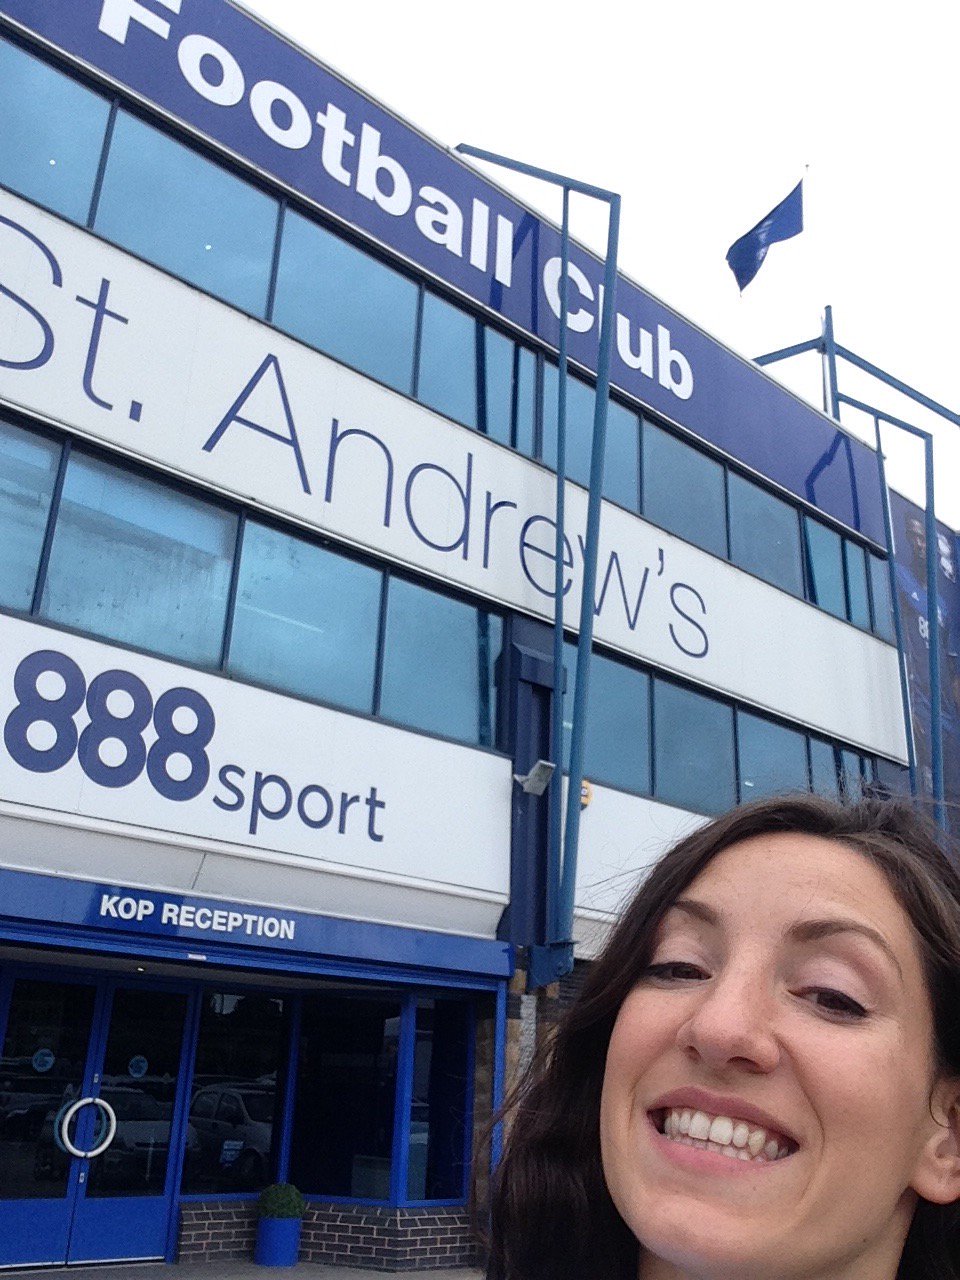 Football Club
St. Andrew's
888sport
KOP RECEPTION